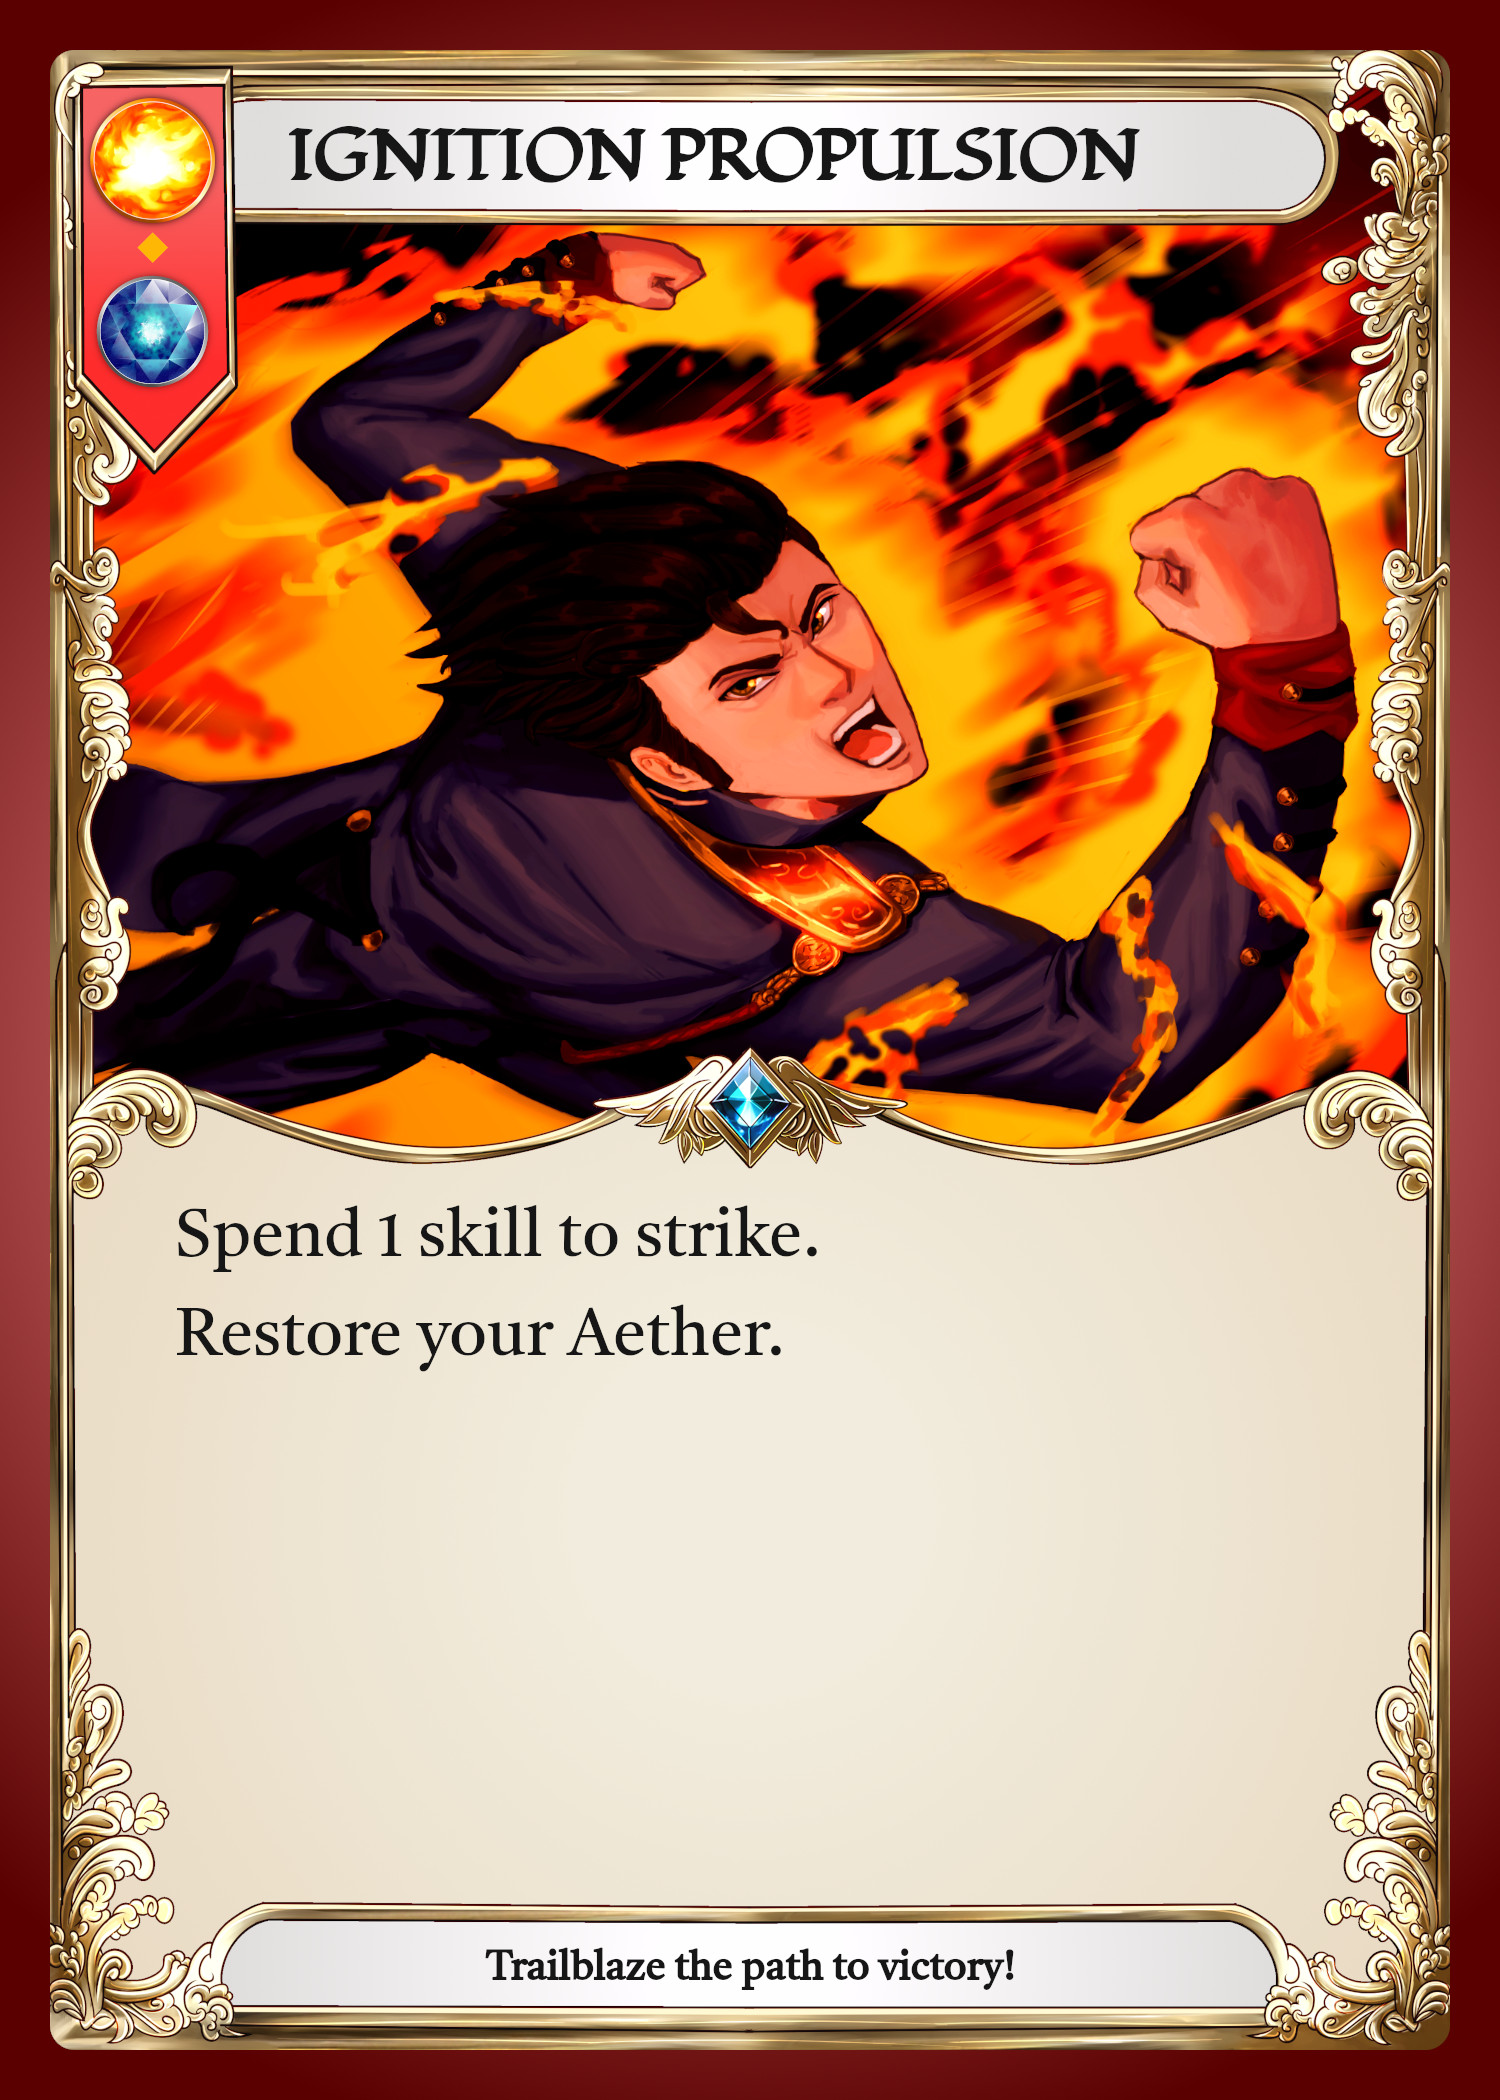 IGNITION PROPULSION
Spend 1 skill to strike.
Restore your Aether.
Trailblaze the path to victory!